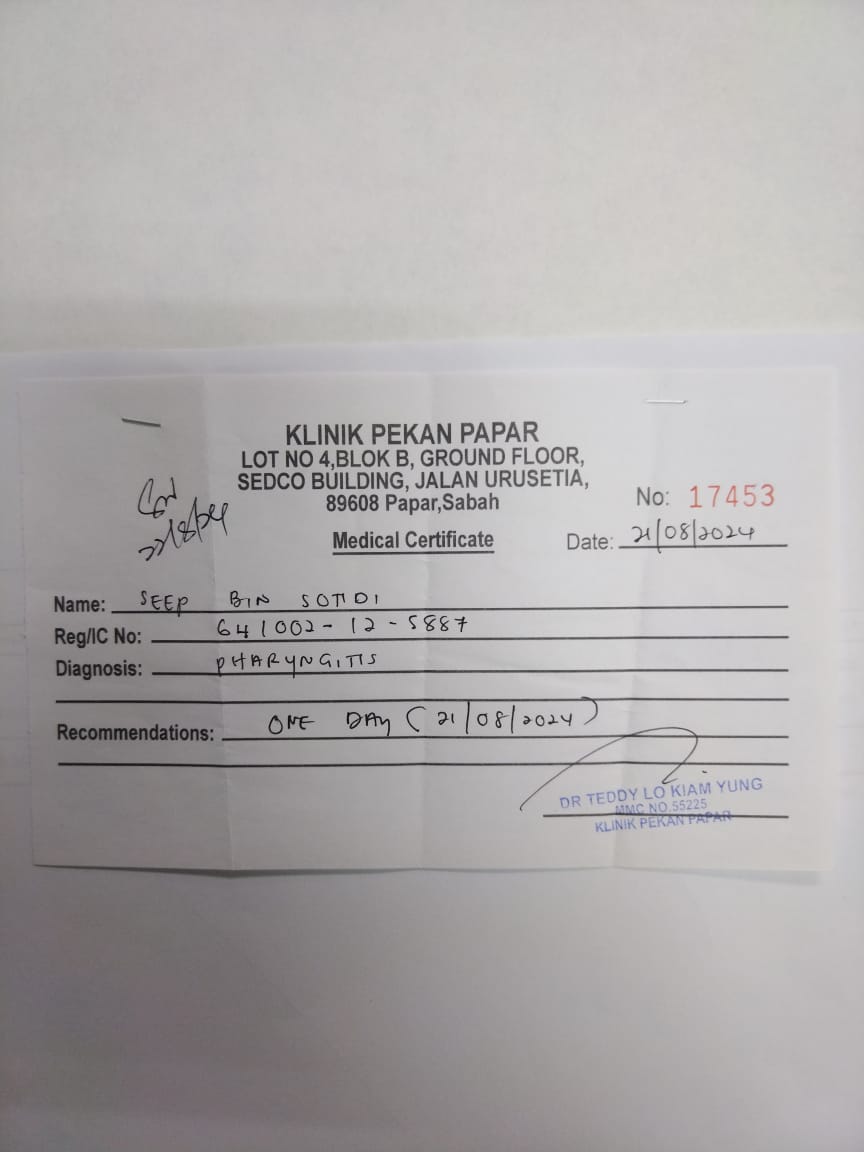 KLINIK PEKAN PAPAR
LOT NO 4,BLOK B, GROUND FLOOR,
SEDCO BUILDING, JALAN URUSETIA,
89608 Papar,Sabah
No: 17453
22/8/24
Medical Certificate
Date: 21/08/2024
Name: SEEP BIN SOTIDI
Reg/IC No: 641002-12-5887
Diagnosis: PHARYNGITIS
Recommendations: ONE DAY (21/08/2024)
DR TEDDY LO KIAM YUNG
MMC NO.55225
KLINIK PEKAN PAPAR